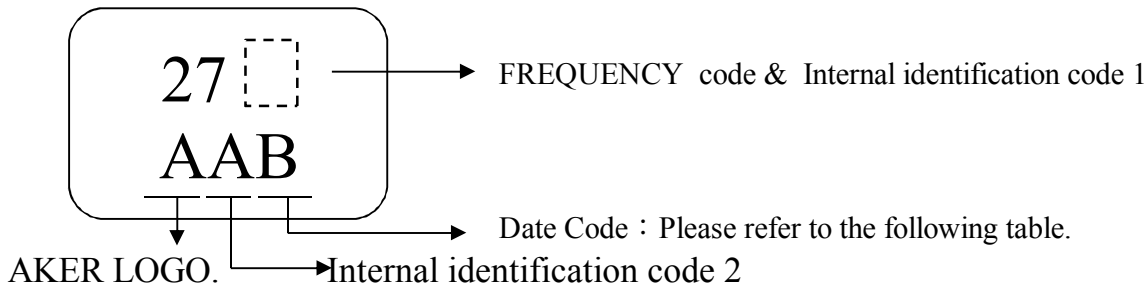 27
FREQUENCY code & Internal identification code 1
AAB
Date Code：Please refer to the following table.
AKER LOGO.
Internal identification code 2